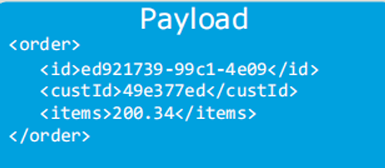 Payload
<order>
<id>ed921739-99c1-4e09</id>
<custId>49e377ed</custId>
<items>200.34</items>
</order>